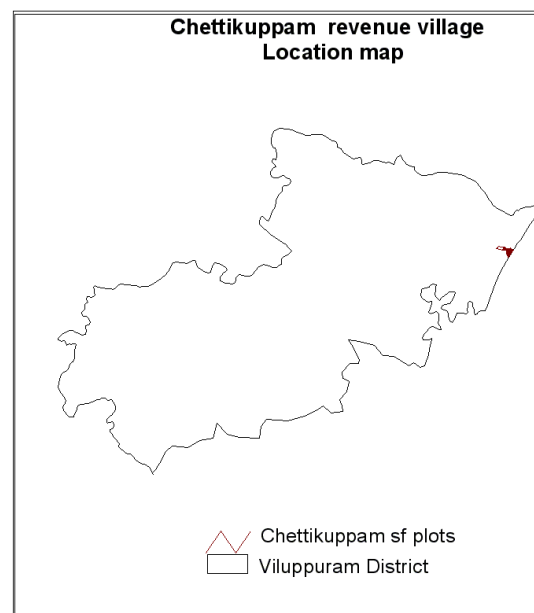 Chettikuppam revenue village
Location map
Chettikuppam sf plots
Viluppuram District